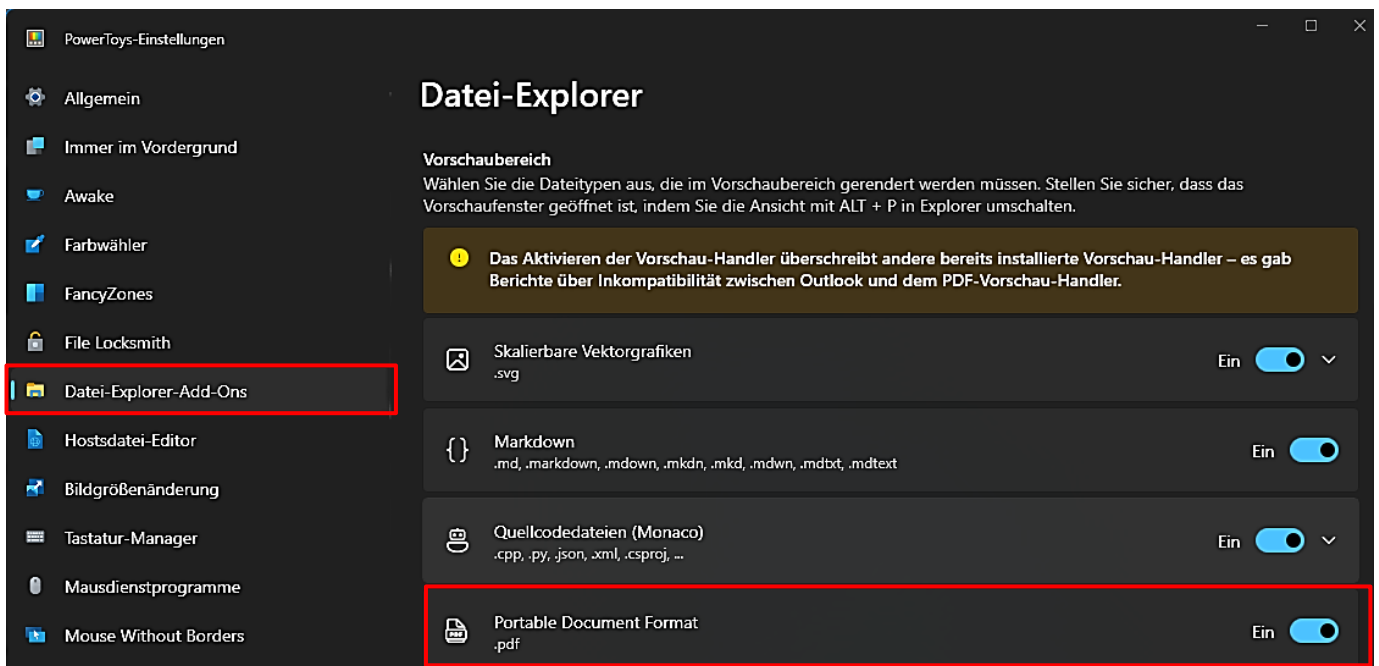 PowerToys-Einstellungen
Allgemein
Immer im Vordergrund
Awake
Farbwähler
FancyZones
File Locksmith
Datei-Explorer-Add-Ons
Hostsdatei-Editor
Bildgrößenänderung
Tastatur-Manager
Mausdienstprogramme
Mouse Without Borders
Datei-Explorer
Vorschaubereich
Wählen Sie die Dateitypen aus, die im Vorschaubereich gerendert werden müssen. Stellen Sie sicher, dass das
Vorschaufenster geöffnet ist, indem Sie die Ansicht mit ALT + P in Explorer umschalten.
Das Aktivieren der Vorschau-Handler überschreibt andere bereits installierte Vorschau-Handler – es gab
Berichte über Inkompatibilität zwischen Outlook und dem PDF-Vorschau-Handler.
Skalierbare Vektorgrafiken
.svg
Ein
Markdown
.md, .markdown, .mdown, .mkdn, .mkd, .mdwn, .mdtxt, .mdtext
Ein
Quellcodedateien (Monaco)
.cpp, .py, .json, .xml, .csproj, ...
Ein
Portable Document Format
.pdf
Ein